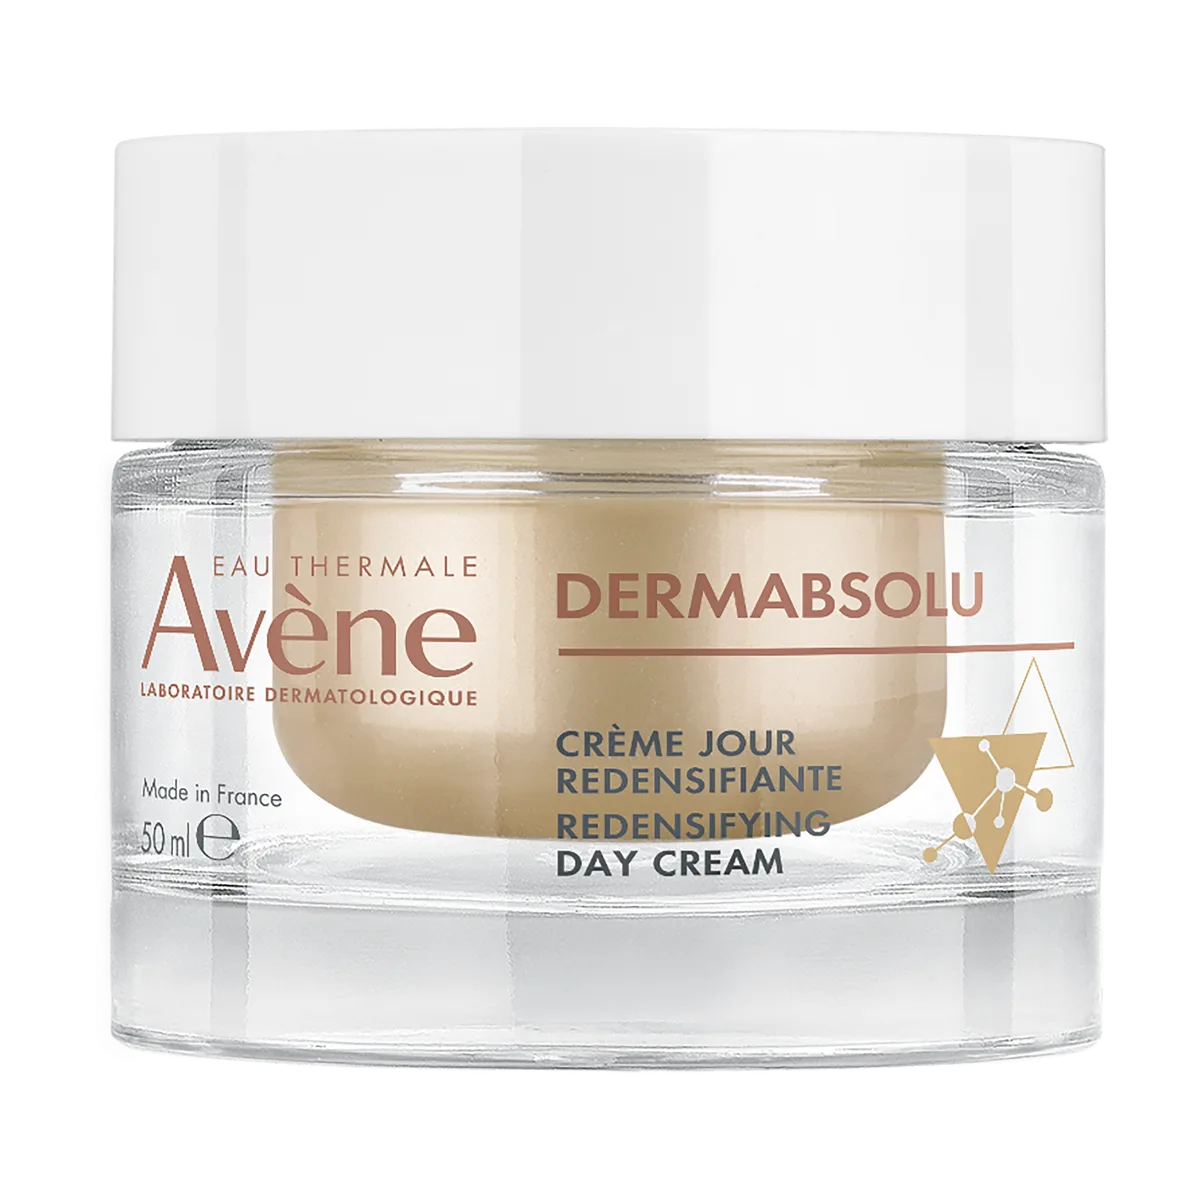 EAU THERMALE
Avène
LABORATOIRE DERMATOLOGIQUE
Made in France
50 ml ℮
DERMABSOLU
CRÈME JOUR
REDENSIFIANTE
REDENSIFYING
DAY CREAM